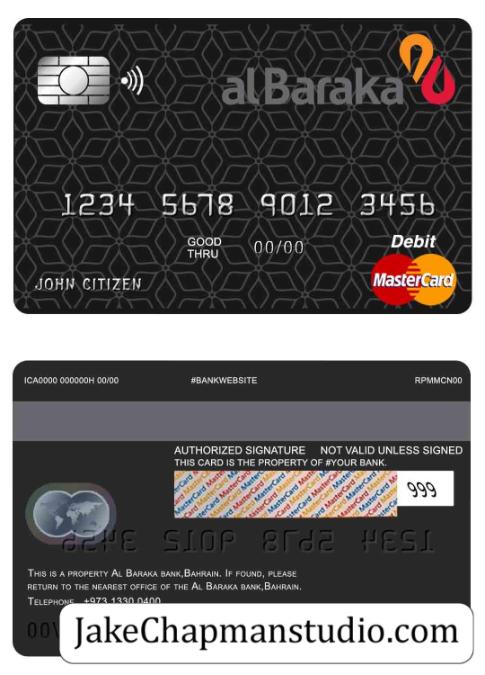 al Baraka
1234 5678 9012 3456
GOOD
THRU 00/00
Debit
JOHN CITIZEN
MasterCard
ICA0000 000000H 00/00 #BANKWEBSITE RPMMCN00
AUTHORIZED SIGNATURE NOT VALID UNLESS SIGNED
THIS CARD IS THE PROPERTY OF #YOUR BANK.
999
THIS IS A PROPERTY AL BARAKA BANK,BAHRAIN. IF FOUND, PLEASE
RETURN TO THE NEAREST OFFICE OF THE AL BARAKA BANK,BAHRAIN.
TELEPHONE +973 1330 0400
JakeChapmanstudio.com